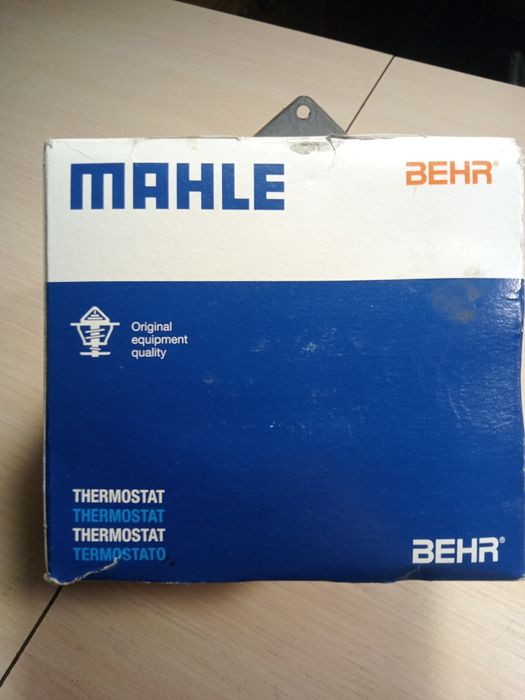 MAHLE
BEHR®
Original
equipment
quality
THERMOSTAT
THERMOSTAT
THERMOSTAT
TERMOSTATO
BEHR®